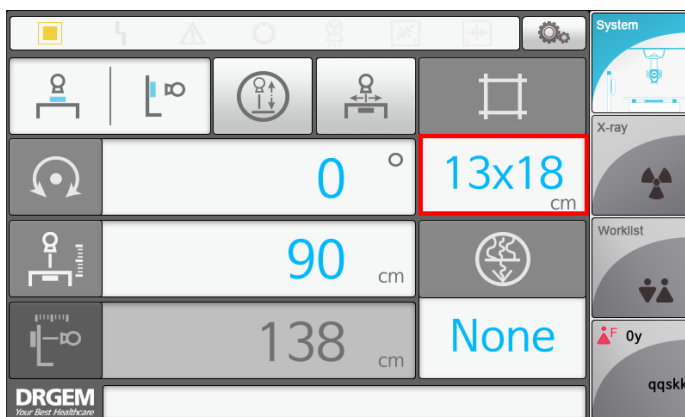 System
X-ray
0 °
13x18
cm
Worklist
90 cm
138 cm
None
F 0y
qqskk
DRGEM
Your Best Healthcare